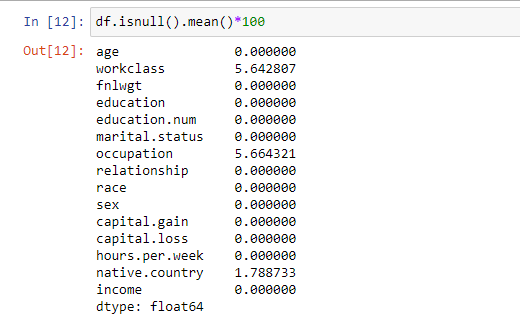 In [12]: df.isnull().mean()*100
Out[12]: age 0.000000
workclass 5.642807
fnlwgt 0.000000
education 0.000000
education.num 0.000000
marital.status 0.000000
occupation 5.664321
relationship 0.000000
race 0.000000
sex 0.000000
capital.gain 0.000000
capital.loss 0.000000
hours.per.week 0.000000
native.country 1.788733
income 0.000000
dtype: float64